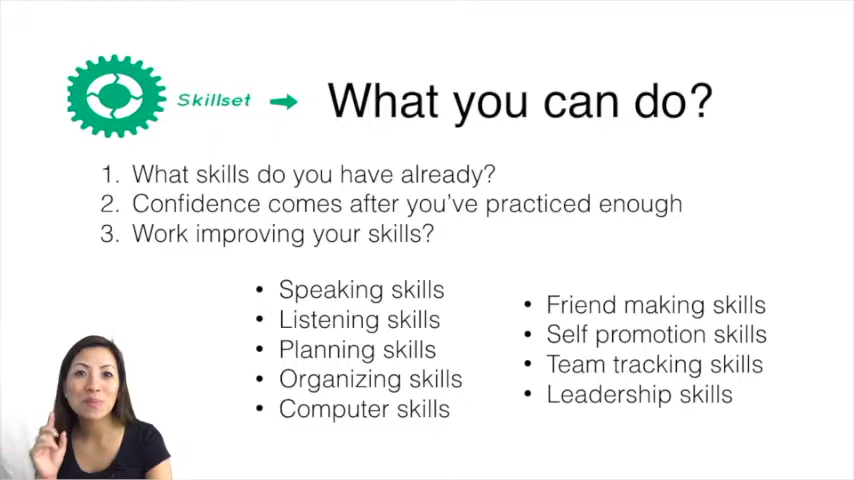 Skillset
What you can do?
1. What skills do you have already?
2. Confidence comes after you've practiced enough
3. Work improving your skills?
• Speaking skills
• Listening skills
• Planning skills
• Organizing skills
• Computer skills
• Friend making skills
• Self promotion skills
• Team tracking skills
• Leadership skills